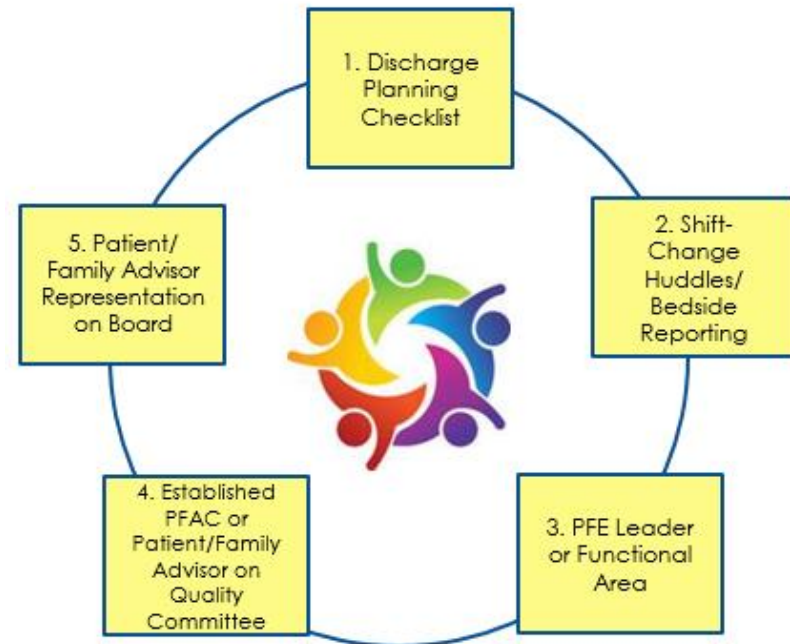 1. Discharge
Planning
Checklist
2. Shift-
Change
Huddles/
Bedside
Reporting
3. PFE Leader
or Functional
Area
4. Established
PFAC or
Patient/Family
Advisor on
Quality
Committee
5. Patient/
Family Advisor
Representation
on Board